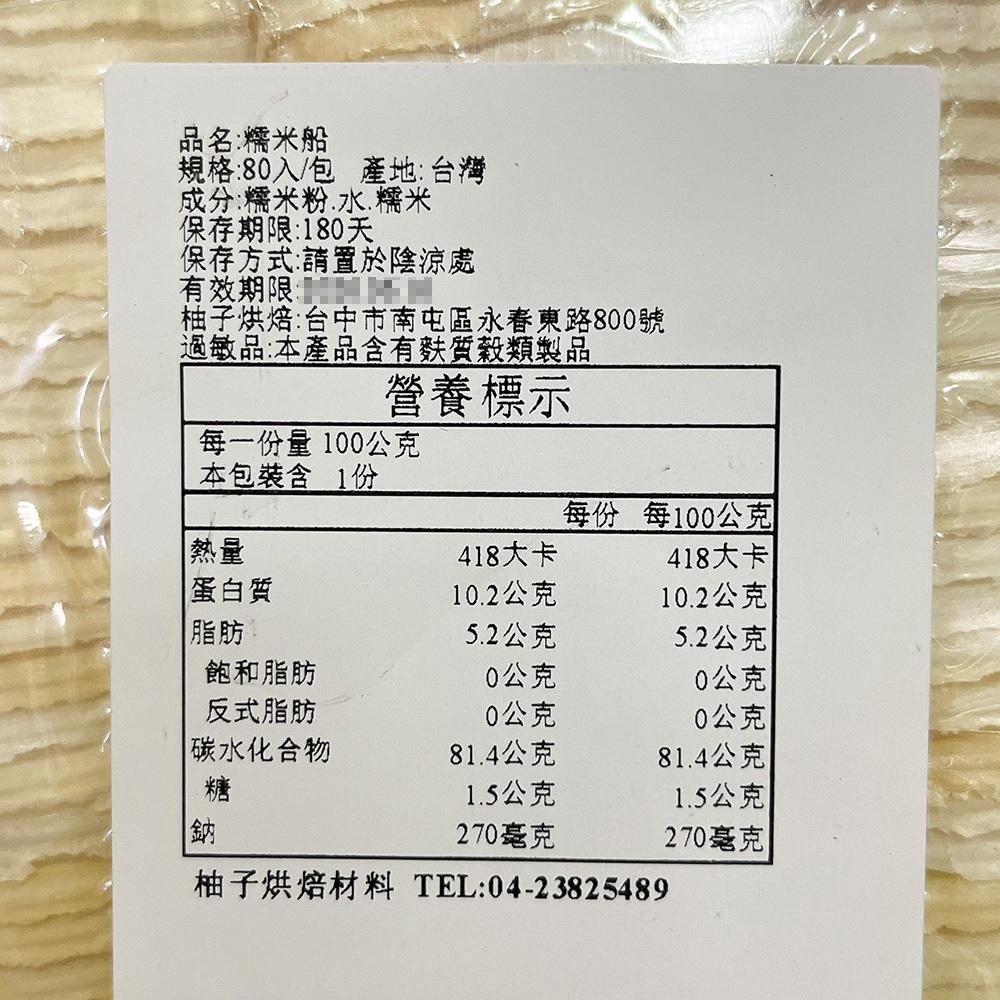 品名:糯米船
規格:80入/包 產地:台灣
成分:糯米粉.水.糯米
保存期限:180天
保存方式:請置於陰涼處
有效期限:
柚子烘焙:台中市南屯區永春東路800號
過敏品:本產品含有麩質穀類製品
營養標示
每一份量 100公克
本包裝含 1份
每份 每100公克
熱量 418大卡 418大卡
蛋白質 10.2公克 10.2公克
脂肪 5.2公克 5.2公克
飽和脂肪 0公克 0公克
反式脂肪 0公克 0公克
碳水化合物 81.4公克 81.4公克
糖 1.5公克 1.5公克
鈉 270毫克 270毫克
柚子烘焙材料 TEL:04-23825489